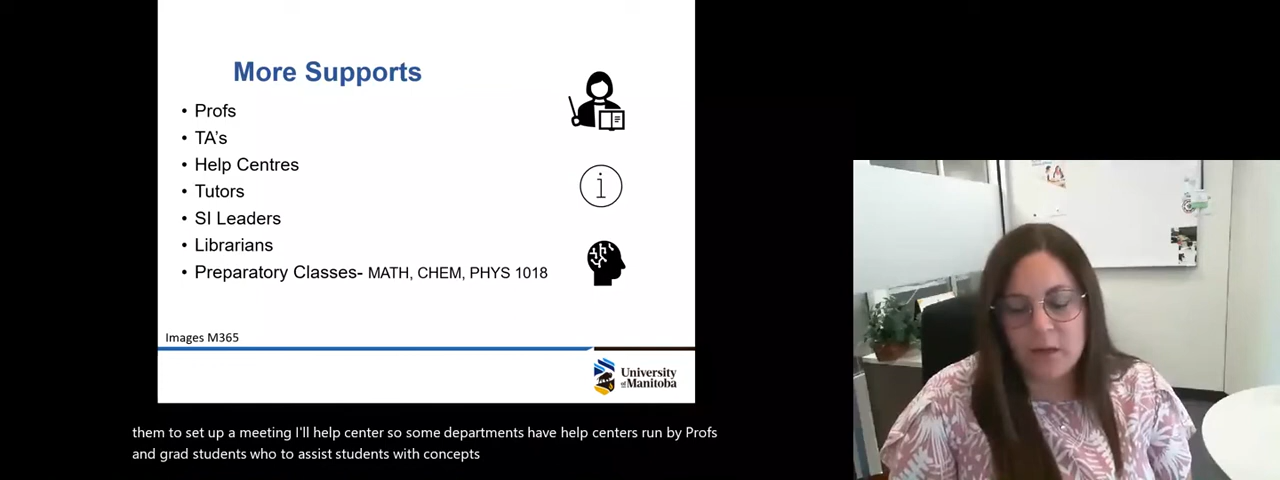 More Supports
• Profs
• TA's
• Help Centres
• Tutors
• SI Leaders
• Librarians
• Preparatory Classes- MATH, CHEM, PHYS 1018
Images M365
University
of Manitoba
them to set up a meeting I'll help center so some departments have help centers run by Profs
and grad students who to assist students with concepts